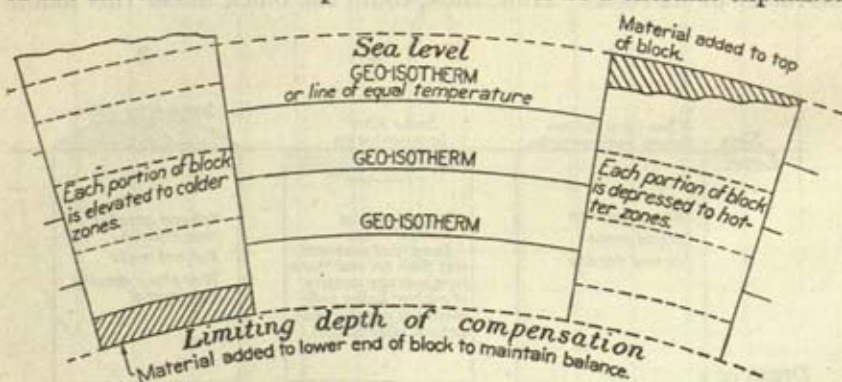 Material added to top
of block.
Sea level
GEO-ISOTHERM
or line of equal temperature
Each portion of block
is elevated to colder
zones.
GEO-ISOTHERM
Each portion of block
is depressed to hot-
ter zones.
GEO-ISOTHERM
Limiting depth of compensation
Material added to lower end of block to maintain balance.